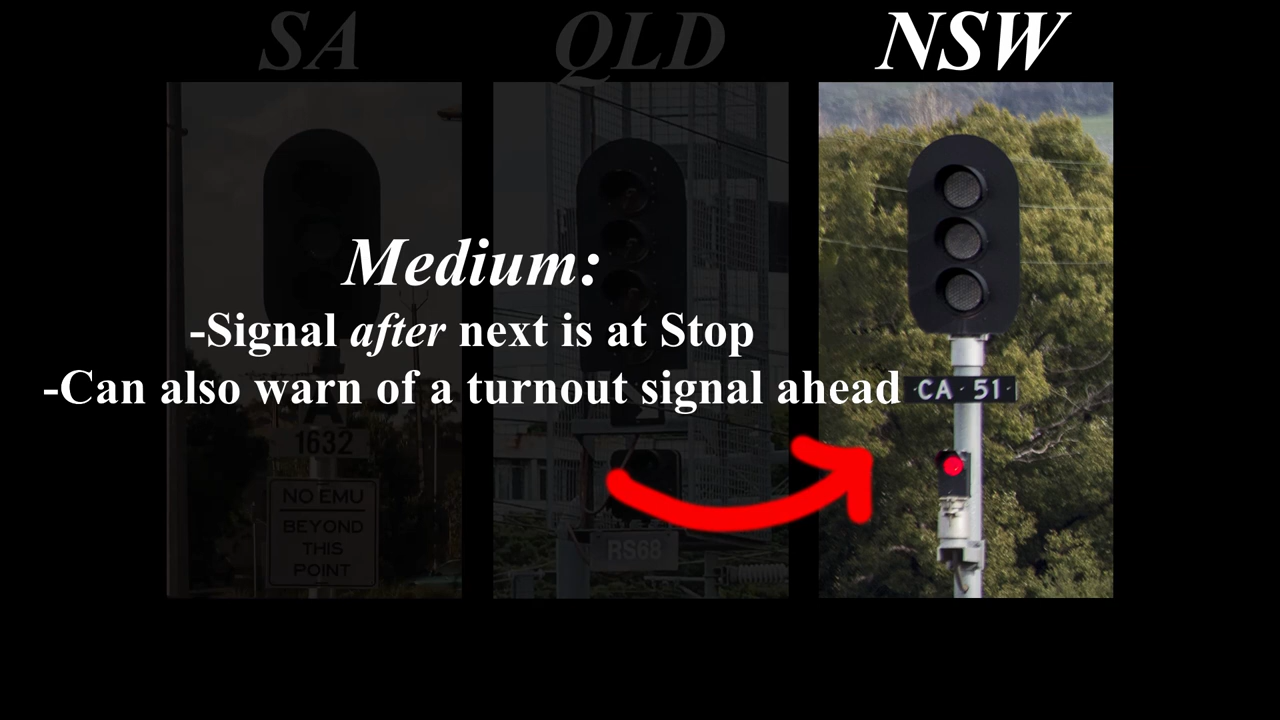 SA
QLD
NSW
Medium:
-Signal after next is at Stop
-Can also warn of a turnout signal ahead
CA 51
1632
NO EMU
BEYOND
THIS
POINT
RS68